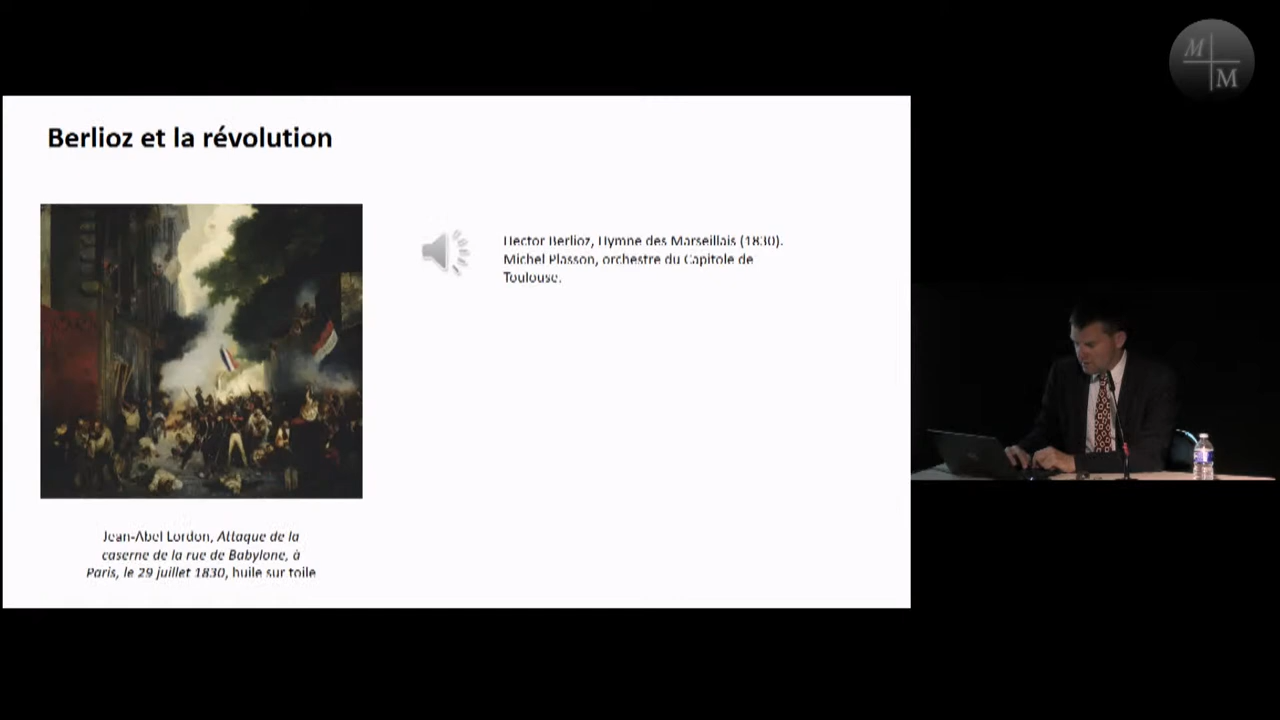 M
M
Berlioz et la révolution
Hector Berlioz, Hymne des Marseillais (1830).
Michel Plasson, orchestre du Capitole de
Toulouse.
Jean-Abel Lordon, Attaque de la
caserne de la rue de Babylone, à
Paris, le 29 juillet 1830, huile sur toile